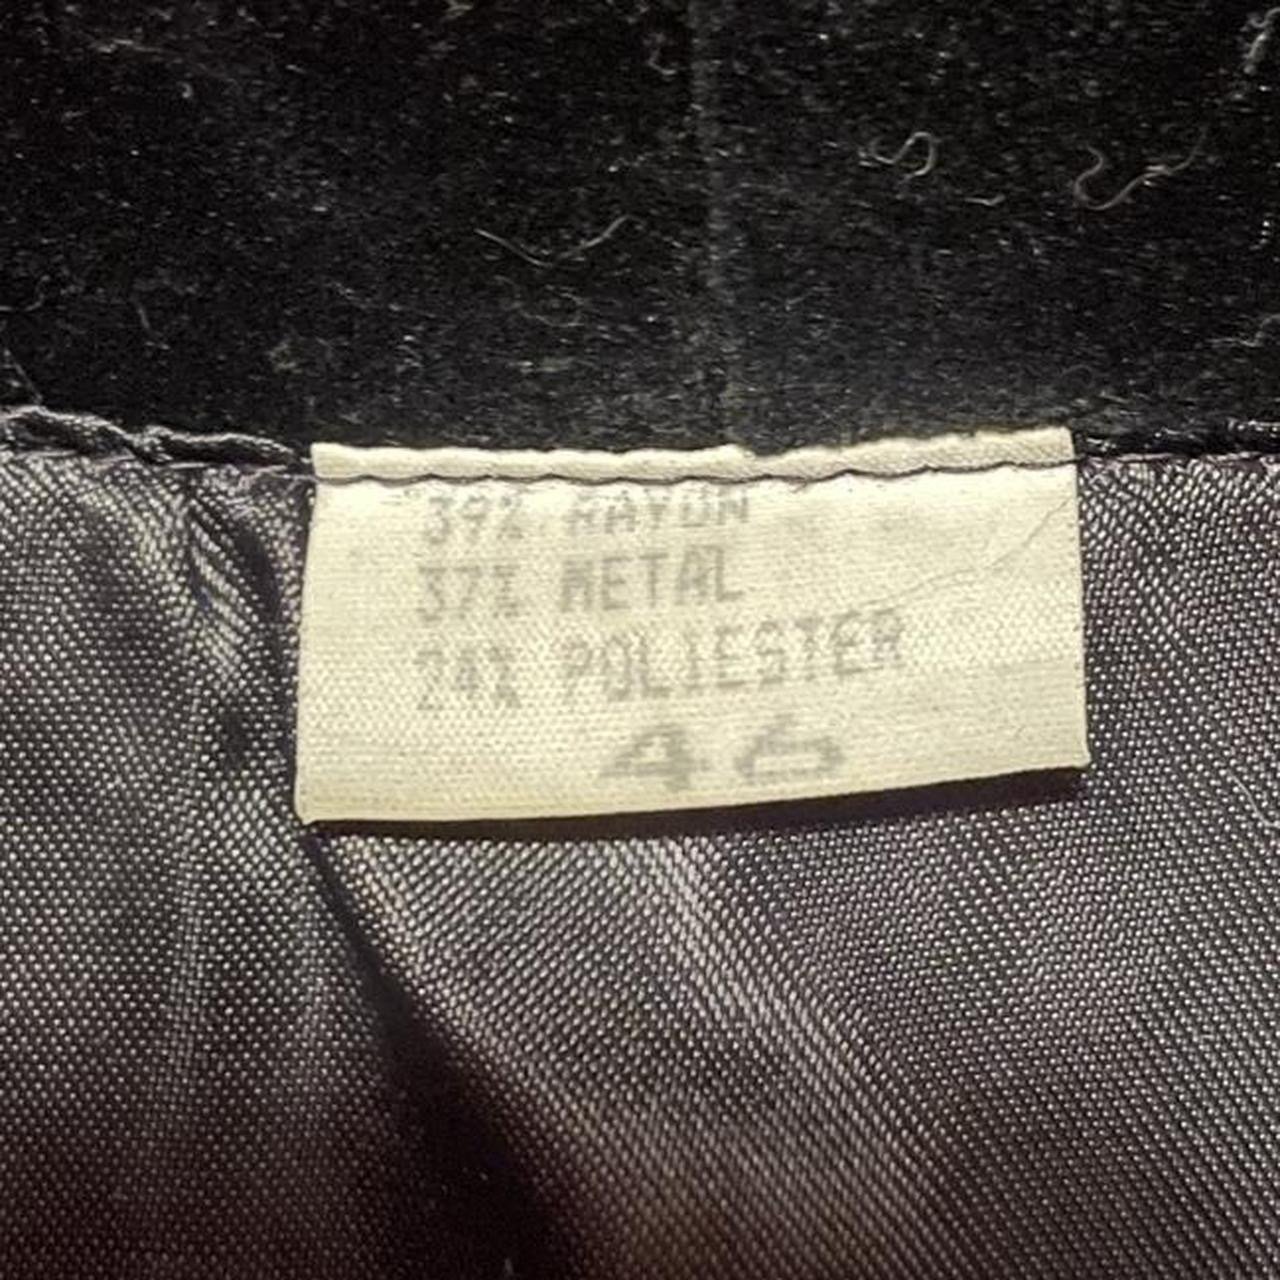 39% RAYON
37% METAL
24% POLIESTER
46